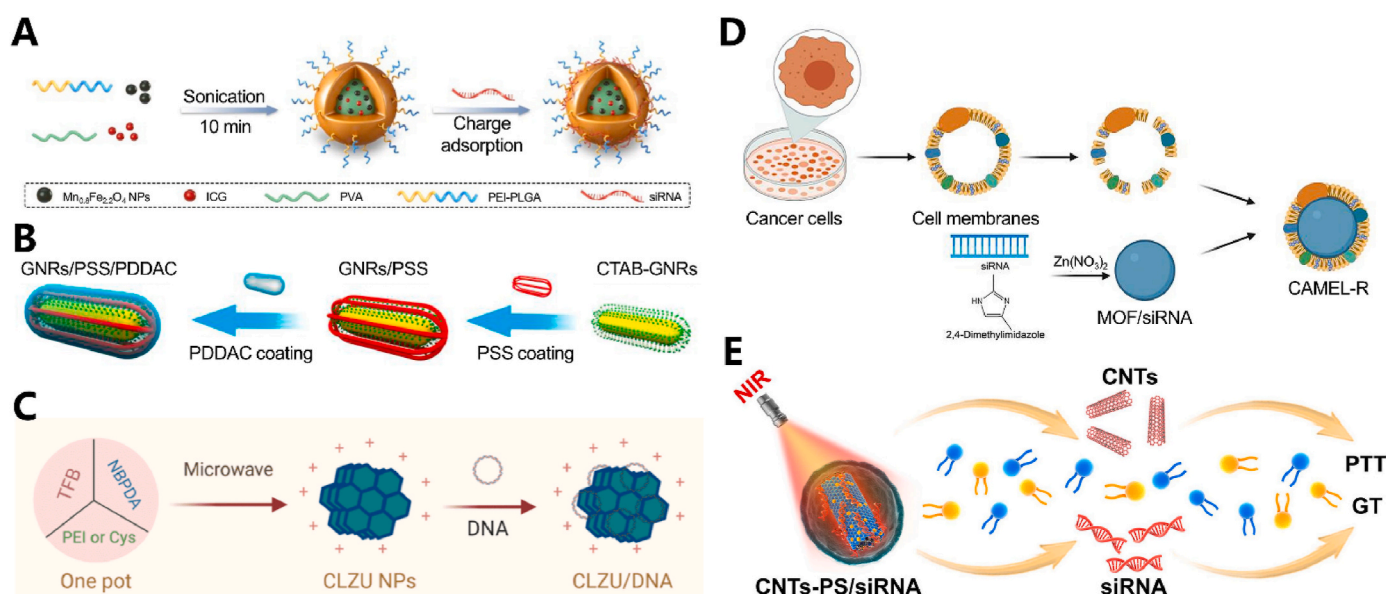 A
Sonication
10 min
Charge
adsorption
Mn0.8Fe2.2O4 NPs
ICG
PVA
PEI-PLGA
siRNA
B
GNRs/PSS/PDDAC
GNRs/PSS
CTAB-GNRs
PDDAC coating
PSS coating
C
TFB
NBPDA
PEI or Cys
One pot
Microwave
CLZU NPs
DNA
CLZU/DNA
D
Cancer cells
Cell membranes
siRNA
HN
N
2,4-Dimethylimidazole
Zn(NO3)2
MOF/siRNA
CAMEL-R
E
NIR
CNTs-PS/siRNA
CNTs
siRNA
PTT
GT